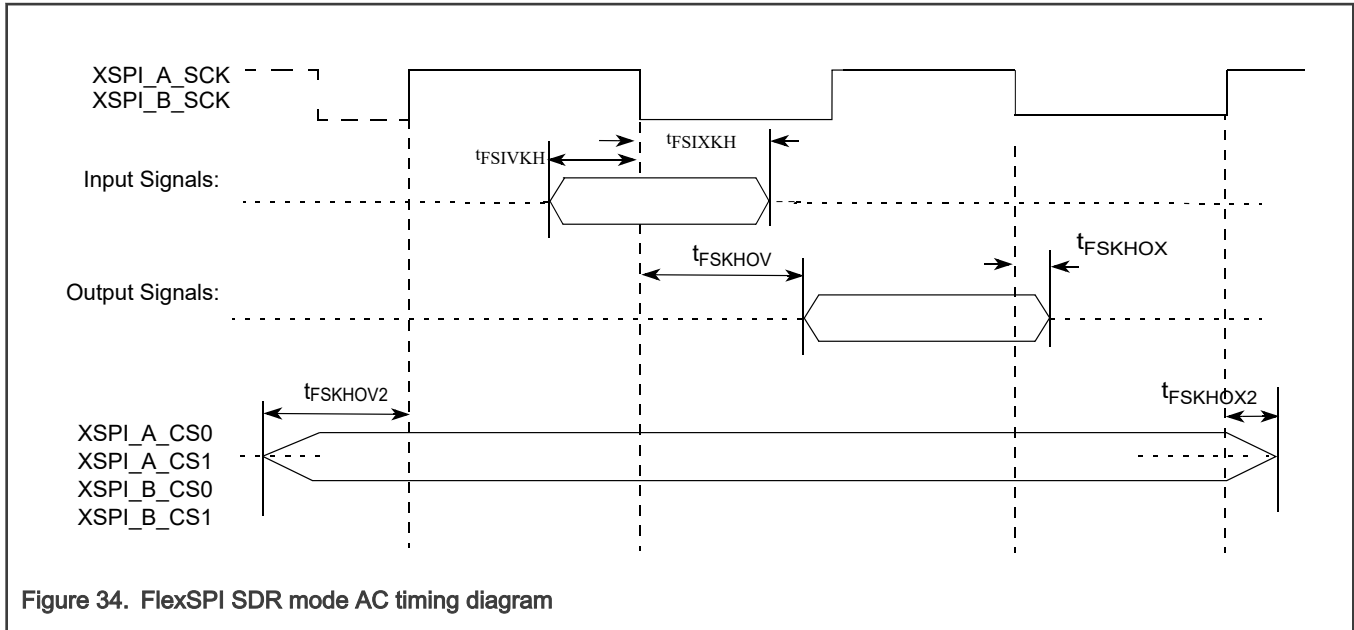 XSPI_A_SCK
XSPI_B_SCK
tFSIVKH
tFSIXKH
Input Signals:
tFSKHOV
tFSKHOX
Output Signals:
tFSKHOV2
tFSKHOX2
XSPI_A_CS0
XSPI_A_CS1
XSPI_B_CS0
XSPI_B_CS1
Figure 34. FlexSPI SDR mode AC timing diagram